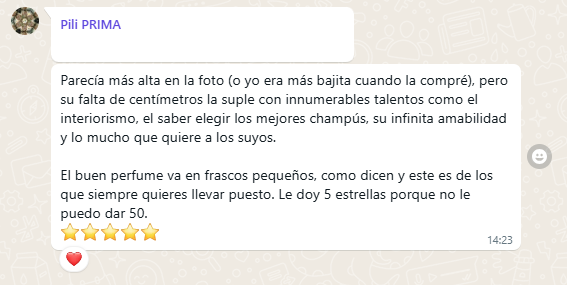 Pili PRIMA
Parecía más alta en la foto (o yo era más bajita cuando la compré), pero
su falta de centímetros la suple con innumerables talentos como el
interiorismo, el saber elegir los mejores champús, su infinita amabilidad
y lo mucho que quiere a los suyos.
El buen perfume va en frascos pequeños, como dicen y este es de los
que siempre quieres llevar puesto. Le doy 5 estrellas porque no le
puedo dar 50.
⭐⭐⭐⭐⭐
14:23